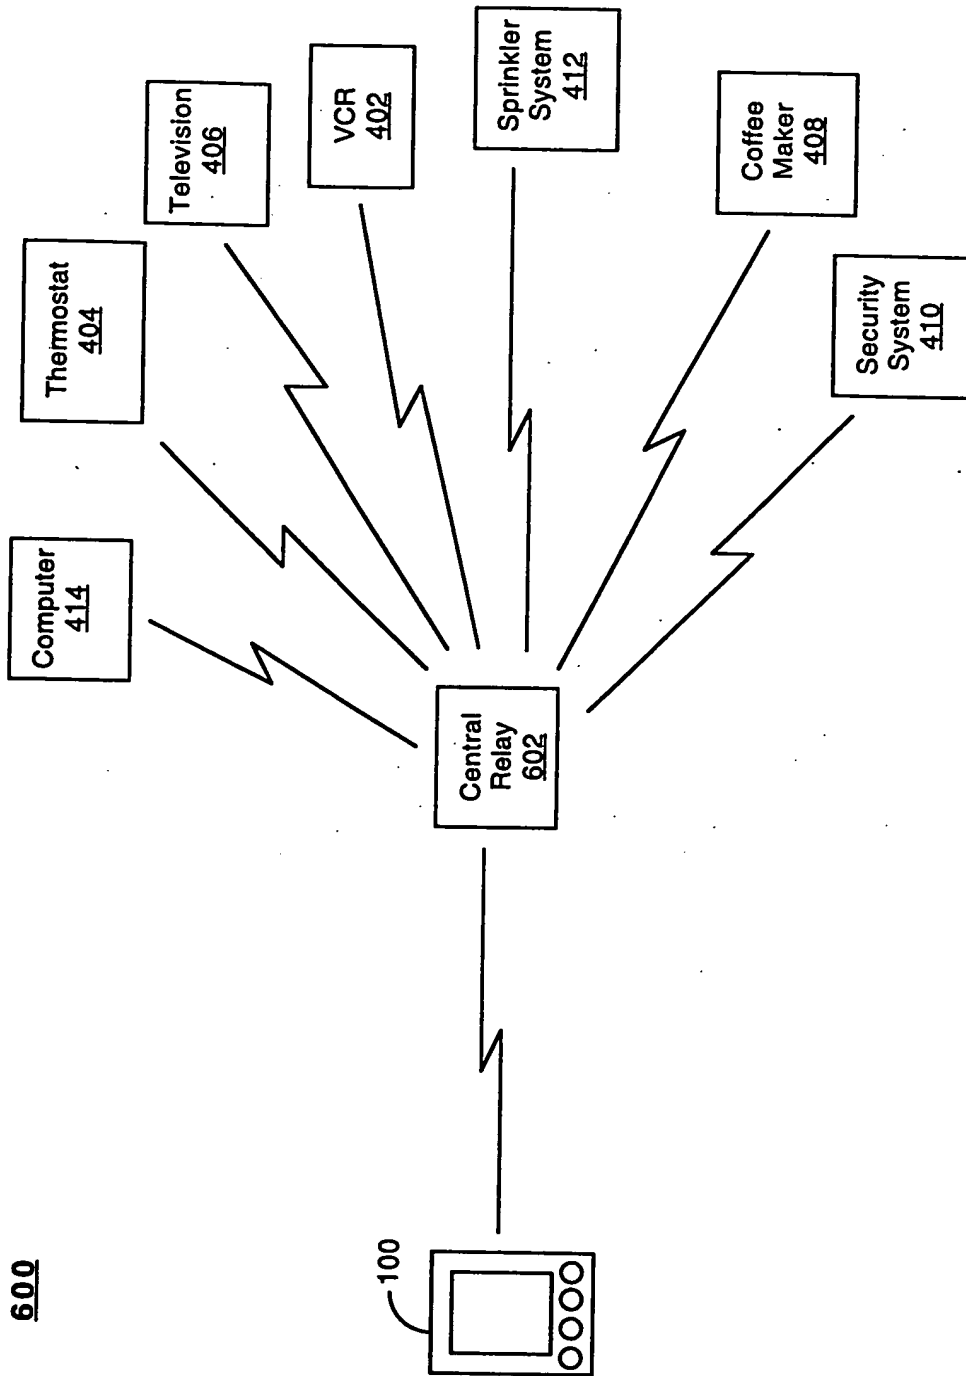 600
100
Central
Relay
602
Computer
414
Thermostat
404
Television
406
VCR
402
Sprinkler
System
412
Coffee
Maker
408
Security
System
410